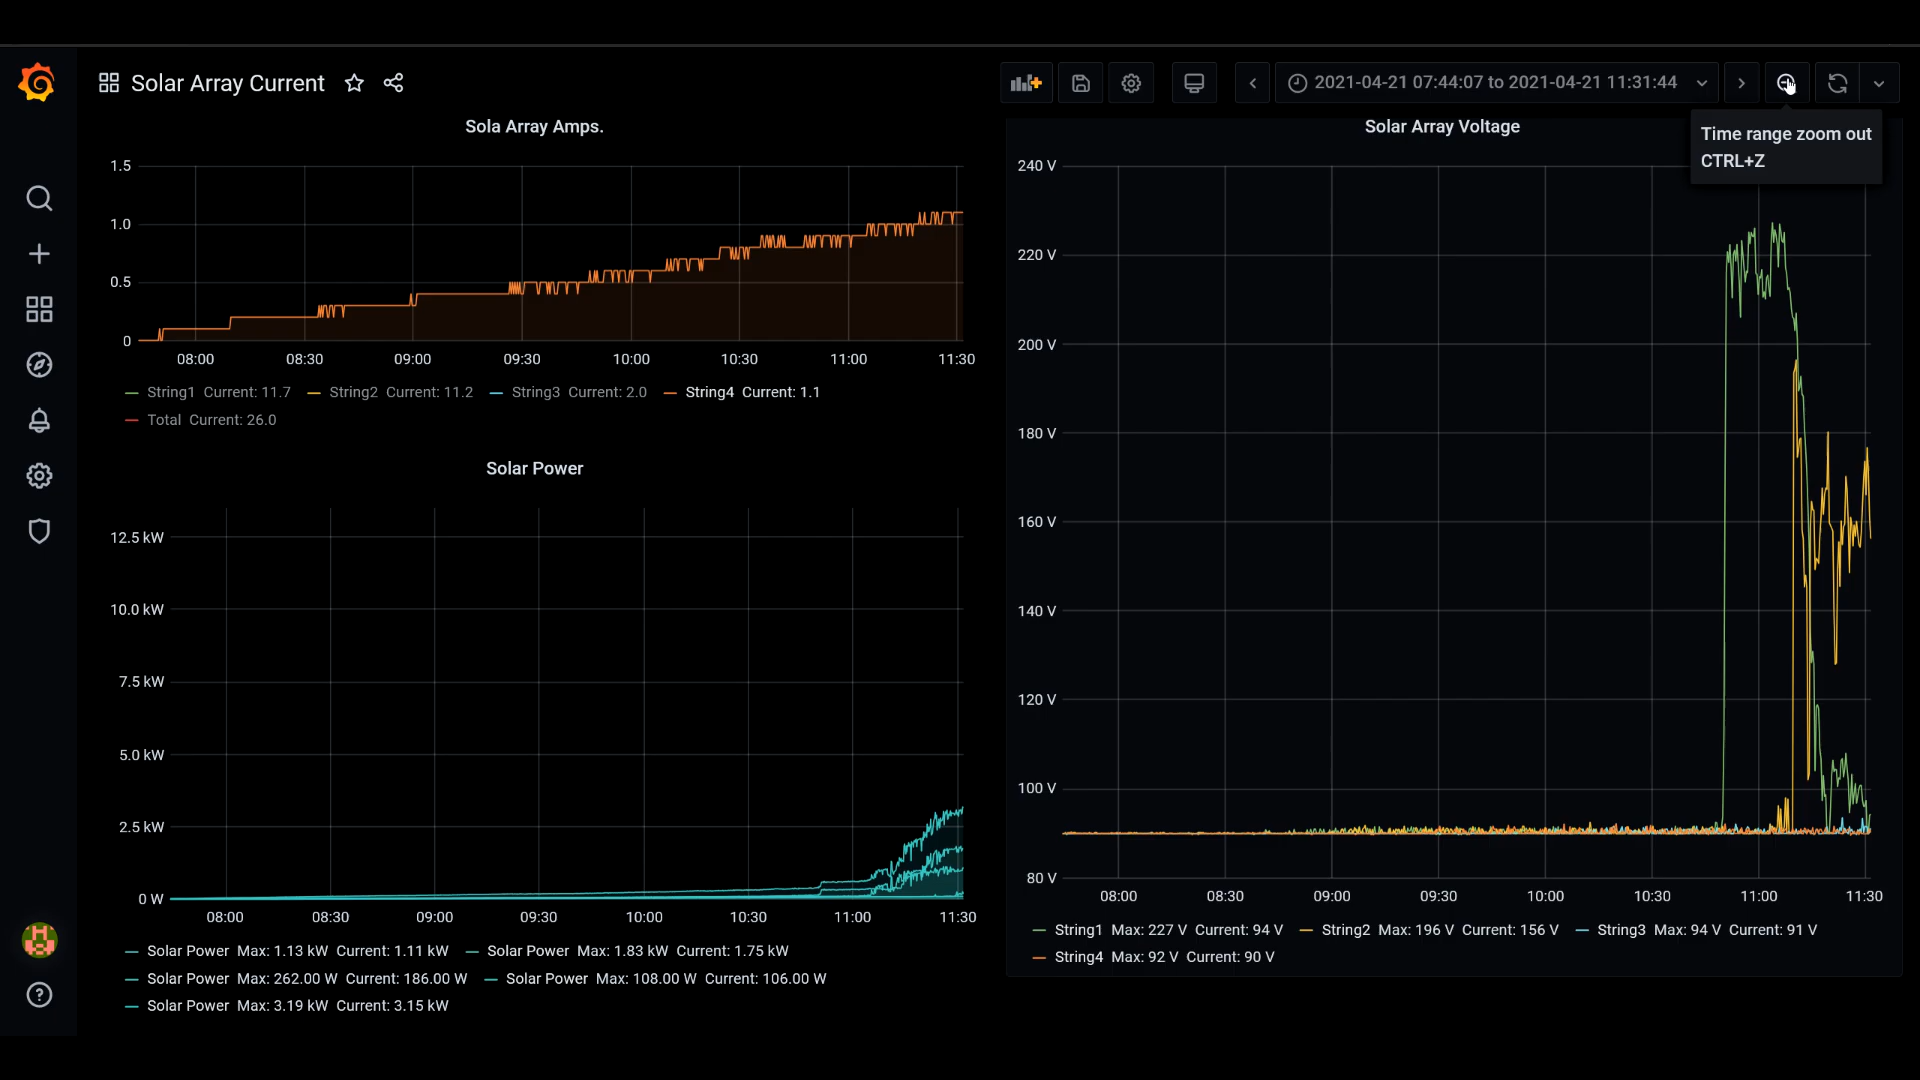 Solar Array Current
2021-04-21 07:44:07 to 2021-04-21 11:31:44
Time range zoom out
CTRL+Z
Sola Array Amps.
1.5
1.0
0.5
0
08:00 08:30 09:00 09:30 10:00 10:30 11:00 11:30
String1 Current: 11.7 String2 Current: 11.2 String3 Current: 2.0 String4 Current: 1.1
Total Current: 26.0
Solar Power
12.5 kW
10.0 kW
7.5 kW
5.0 kW
2.5 kW
0 W
08:00 08:30 09:00 09:30 10:00 10:30 11:00 11:30
Solar Power Max: 1.13 kW Current: 1.11 kW Solar Power Max: 1.83 kW Current: 1.75 kW
Solar Power Max: 262.00 W Current: 186.00 W Solar Power Max: 108.00 W Current: 106.00 W
Solar Power Max: 3.19 kW Current: 3.15 kW
Solar Array Voltage
240 V
220 V
200 V
180 V
160 V
140 V
120 V
100 V
80 V
08:00 08:30 09:00 09:30 10:00 10:30 11:00 11:30
String1 Max: 227 V Current: 94 V String2 Max: 196 V Current: 156 V String3 Max: 94 V Current: 91 V
String4 Max: 92 V Current: 90 V